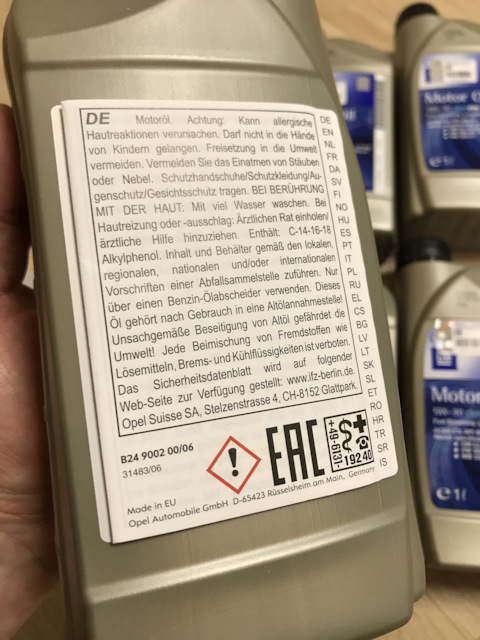 DE Motoröl. Achtung: Kann allergische
Hautreaktionen verursachen. Darf nicht in die Hände
von Kindern gelangen. Freisetzung in die Umwelt
vermeiden. Vermeiden Sie das Einatmen von Stäuben
oder Nebel. Schutzhandschuhe/Schutzkleidung/Au-
genschutz/Gesichtsschutz tragen. BEI BERÜHRUNG
MIT DER HAUT: Mit viel Wasser waschen. Bei
Hautreizung oder -ausschlag: Ärztlichen Rat einholen/
ärztliche Hilfe hinzuziehen. Enthält: C-14-16-18
Alkylphenol. Inhalt und Behälter gemäß den lokalen,
regionalen, nationalen und/oder internationalen
Vorschriften einer Abfallsammelstelle zuführen. Nur
über einen Benzin-Ölabscheider verwenden. Dieses
Öl gehört nach Gebrauch in eine Altölannahmestelle!
Unsachgemäße Beseitigung von Altöl gefährdet die
Umwelt! Jede Beimischung von Fremdstoffen wie
Lösemitteln, Brems- und Kühlflüssigkeiten ist verboten.
Das Sicherheitsdatenblatt wird auf folgender
Web-Seite zur Verfügung gestellt: www.ifz-berlin.de.
Opel Suisse SA, Stelzenstrasse 4, CH-8152 Glattpark.
DE
EN
NL
FR
DA
SV
FI
NO
HU
ES
PT
IT
PL
RU
EL
CS
BG
LV
LT
SK
SL
ET
RO
HR
TR
SR
IS
B24 9002 00/06
31483/06
!
EAC
+49-6131-
19240
Made in EU
Opel Automobile GmbH D-65423 Rüsselsheim am Main, Germany
Motor O
1l
Motor
5W-30
1l